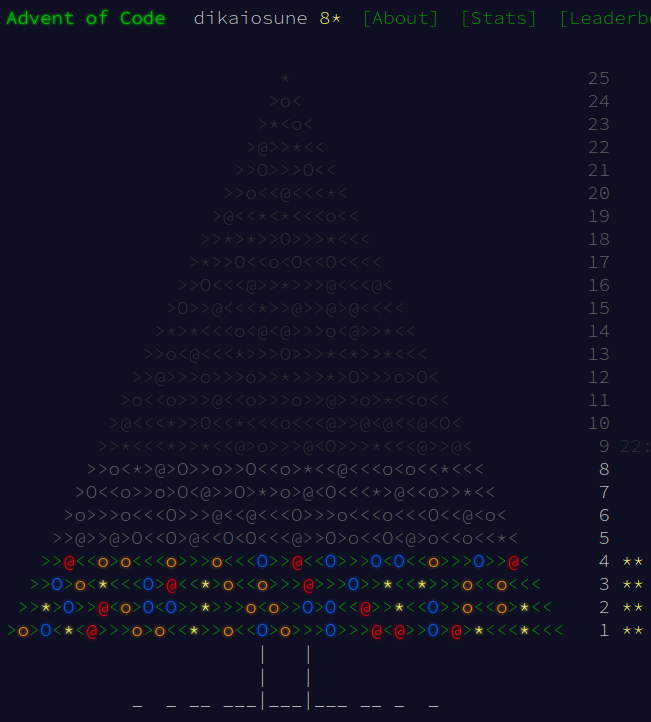 Advent of Code dikaiosune 8* [About] [Stats] [Leaderb
* 25
>o< 24
>*<o< 23
>@>>*<< 22
>>O>>>O<< 21
>>o<<@<<<*< 20
>@<<*<*<<<o<< 19
>>*>*>>O>>>*<<< 18
>*>>O<<o<O<<O<<<< 17
>>O<<<@>>*>>>@<<<@< 16
>O>>@<<<*>>@>>@>@<<<< 15
>*>*<<<o<@<@>>>o<@>>*<< 14
>>o<@<<<*>>>O>>>*>*>>*<<< 13
>>@>>>o>>>o>>*>>>*>O>>>o>O< 12
>o<<o>>>@<<o>>>o>>@>>o>*<<o<< 11
>@<<<*>>O<<*<<<o<<<@>>@<@<<@<O< 10
>>*<<<*>>*<<@>o>>>@<O>>>*<<<@>>@< 9 22:
>>o<*>@>O>>o>>O<<o>*<<@<<<o<o<<*<<< 8
>O<<o>>o>O<@>>O>*>o>@<O<<<*>@<<o>>*<< 7
>o>>>o<<<O>>>@<<@<<<O>>>o<<<o<<O<<@<o< 6
>>@>>@>O<<O>@<<O<O<<<@>>o>>O<<O<@>o<<o<<*< 5
>>@<<o>o<<<o>>>o<<<O>>@<<O>>>O<O<<o>>>O>>@< 4 **
>>O>o<*<<<O>@<<*>o<<o>>>@>>>O>>*<<*>>>o<<o<<< 3 **
>>*>O>>@<o>O>O>>*>>>o>o>>O<O<<@>>*<<O>>o<<o>*< 2 **
>o>O<*<@>>>o>o<<*>>o<<O>o>>>O>>>@<@>>O>@>*<<<*<<< 1 **
| |
| |
_ _ __ ___|___|___ __ _ _